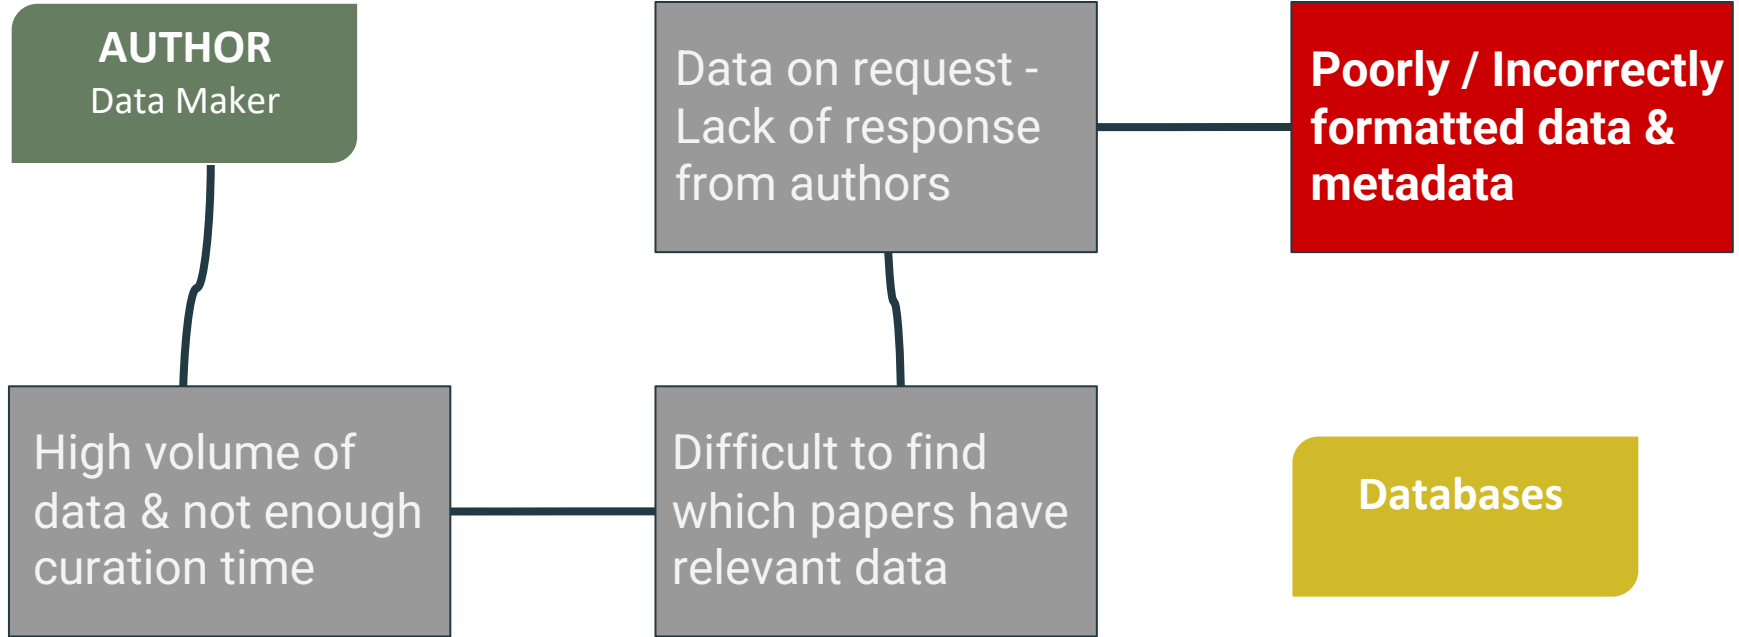 AUTHOR
Data Maker
Data on request -
Lack of response
from authors
Poorly / Incorrectly
formatted data &
metadata
High volume of
data & not enough
curation time
Difficult to find
which papers have
relevant data
Databases